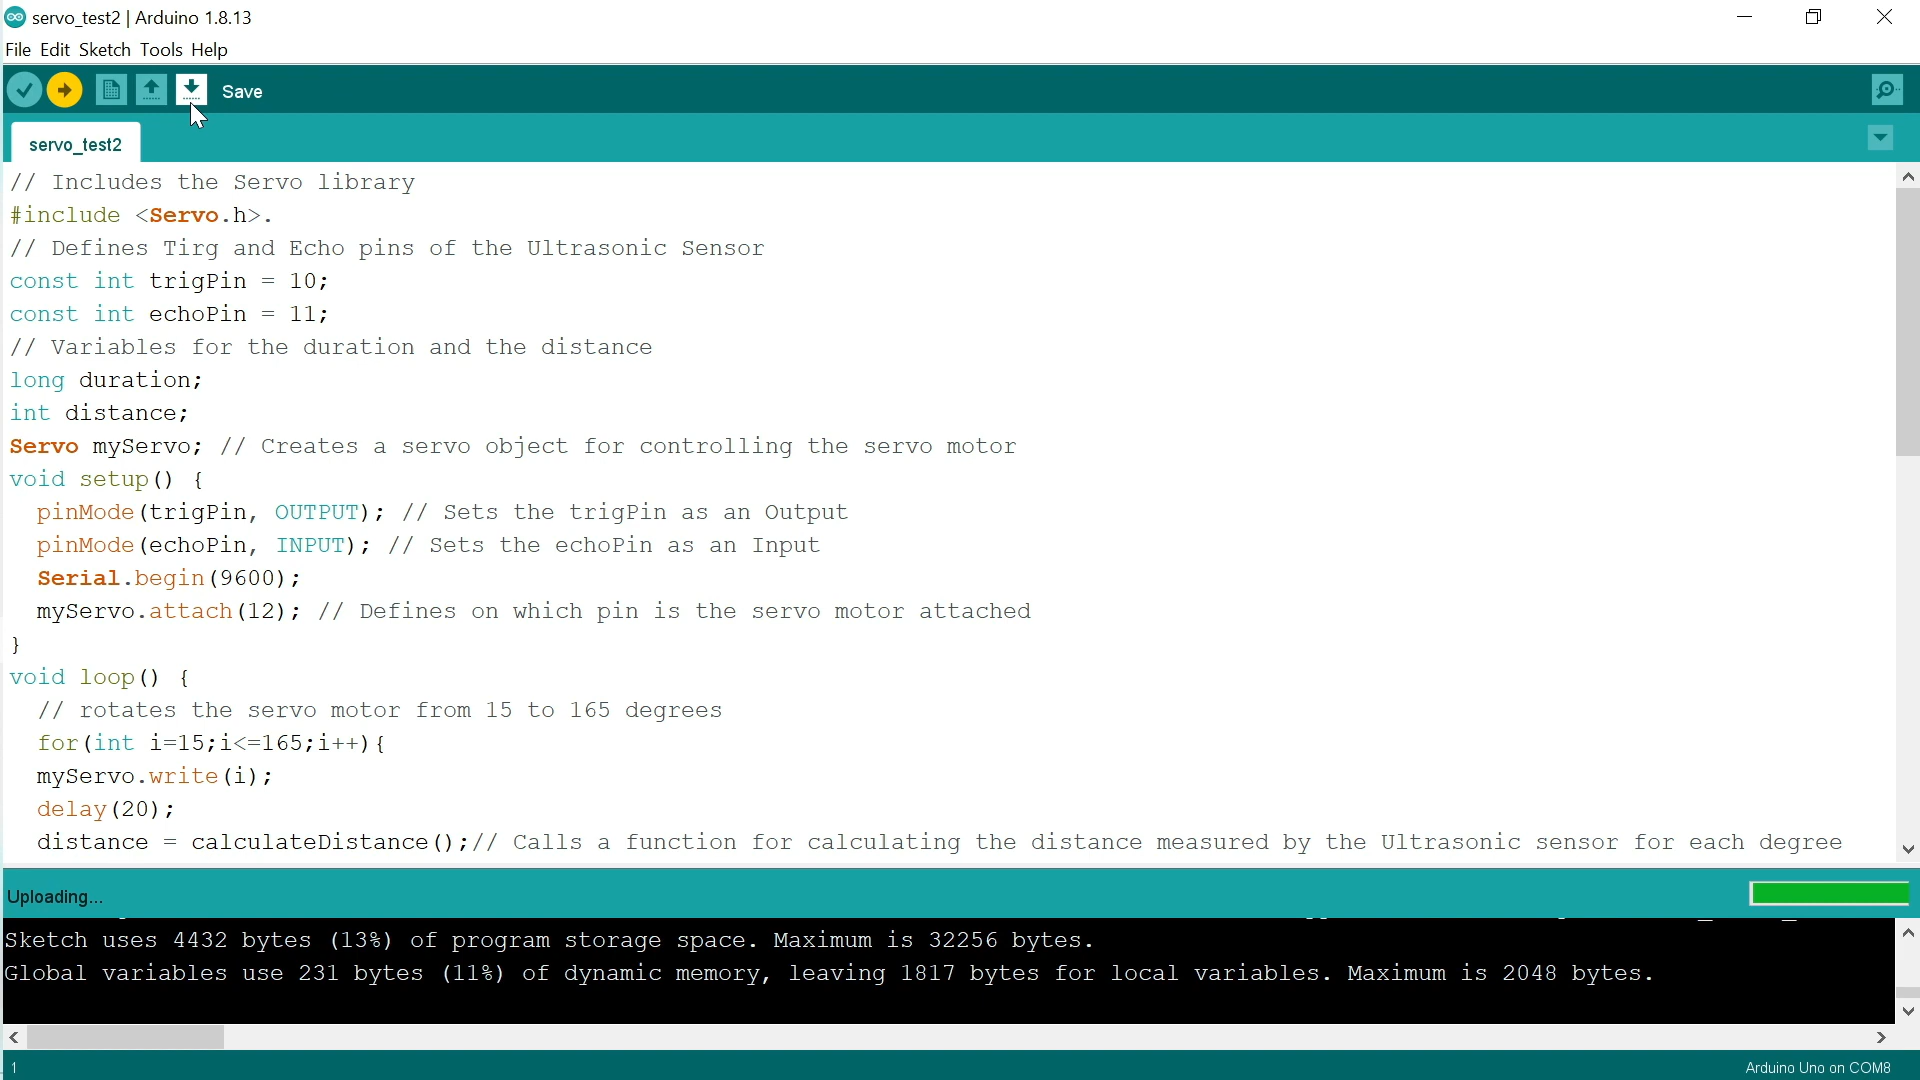 servo_test2 | Arduino 1.8.13
File Edit Sketch Tools Help
Save
servo_test2
// Includes the Servo library
#include <Servo.h>.
// Defines Tirg and Echo pins of the Ultrasonic Sensor
const int trigPin = 10;
const int echoPin = 11;
// Variables for the duration and the distance
long duration;
int distance;
Servo myServo; // Creates a servo object for controlling the servo motor
void setup() {
  pinMode(trigPin, OUTPUT); // Sets the trigPin as an Output
  pinMode(echoPin, INPUT); // Sets the echoPin as an Input
  Serial.begin(9600);
  myServo.attach(12); // Defines on which pin is the servo motor attached
}
void loop() {
  // rotates the servo motor from 15 to 165 degrees
  for(int i=15;i<=165;i++){
  myServo.write(i);
  delay(20);
  distance = calculateDistance();// Calls a function for calculating the distance measured by the Ultrasonic sensor for each degree
Uploading...
Sketch uses 4432 bytes (13%) of program storage space. Maximum is 32256 bytes.
Global variables use 231 bytes (11%) of dynamic memory, leaving 1817 bytes for local variables. Maximum is 2048 bytes.
1
Arduino Uno on COM8